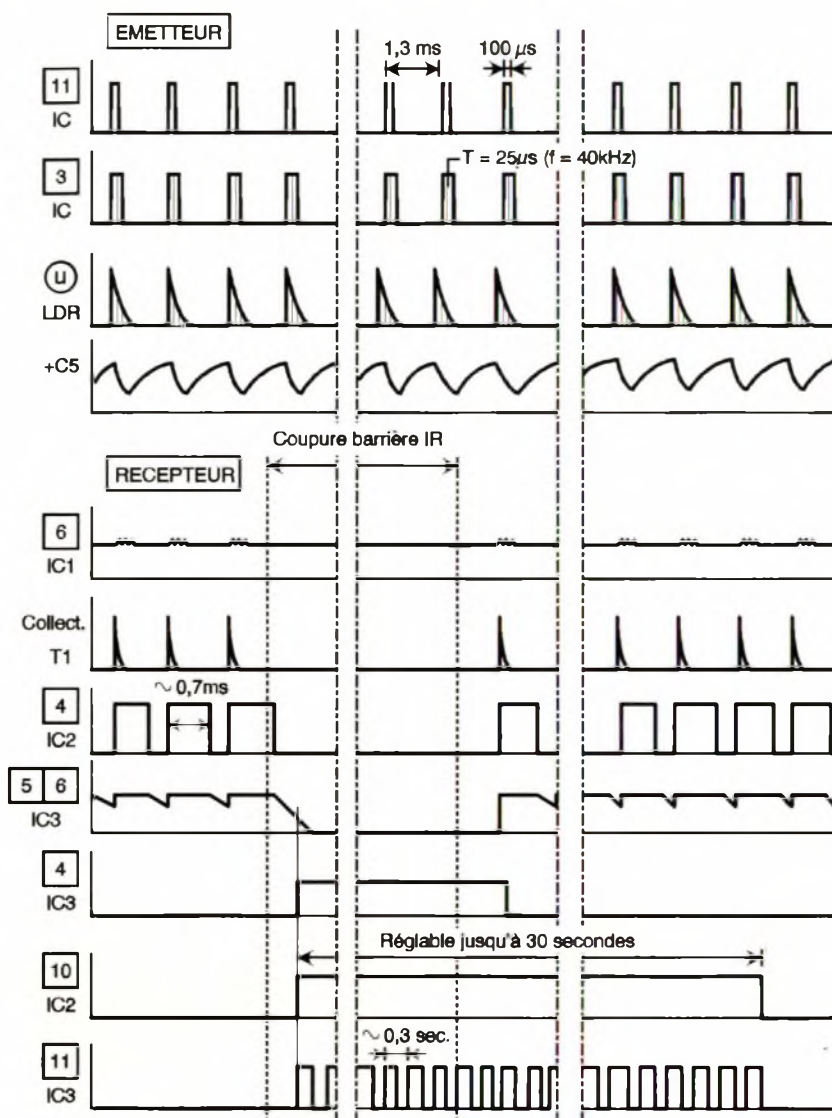 EMETTEUR
1,3 ms
100 µs
11
IC
T = 25µs (f = 40kHz)
3
IC
u
LDR
+C5
Coupure barrière IR
RECEPTEUR
6
IC1
Collect.
T1
~ 0,7ms
4
IC2
5 6
IC3
4
IC3
Réglable jusqu'à 30 secondes
10
IC2
~ 0,3 sec.
11
IC3